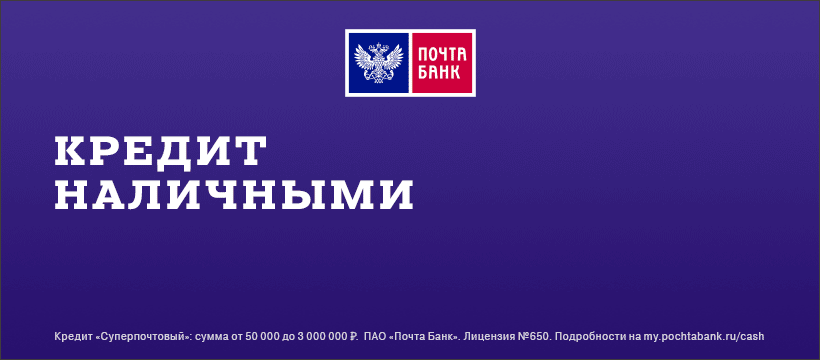 ПОЧТА
БАНК
КРЕДИТ
НАЛИЧНЫМИ
Кредит «Суперпочтовый»: сумма от 50 000 до 3 000 000 ₽. ПАО «Почта Банк». Лицензия №650. Подробности на my.pochtabank.ru/cash